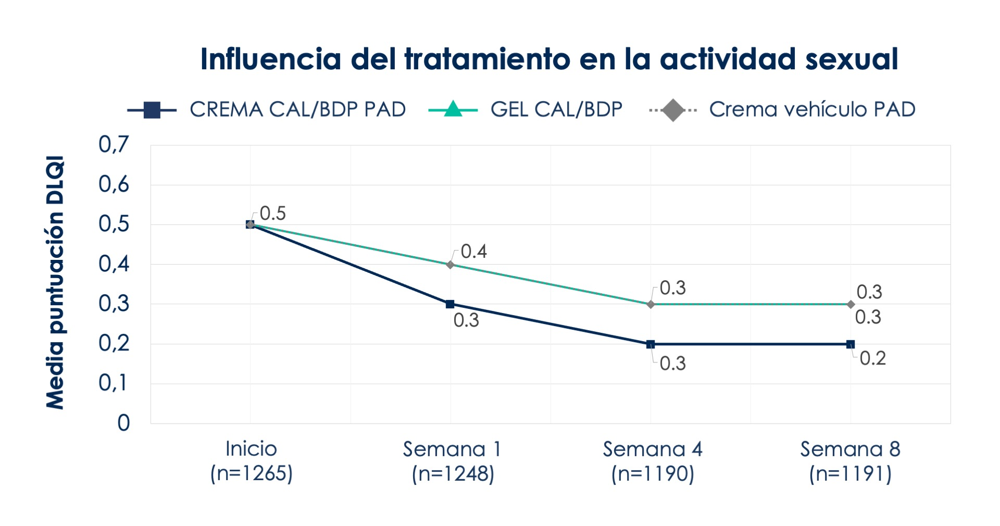 Influencia del tratamiento en la actividad sexual
CREMA CAL/BDP PAD
GEL CAL/BDP
Crema vehículo PAD
Media puntuación DLQI
0,7
0,6
0,5
0,4
0,3
0,2
0,1
0
0.5
0.4
0.3
0.3
0.3
0.3
0.3
0.2
Inicio
(n=1265)
Semana 1
(n=1248)
Semana 4
(n=1190)
Semana 8
(n=1191)